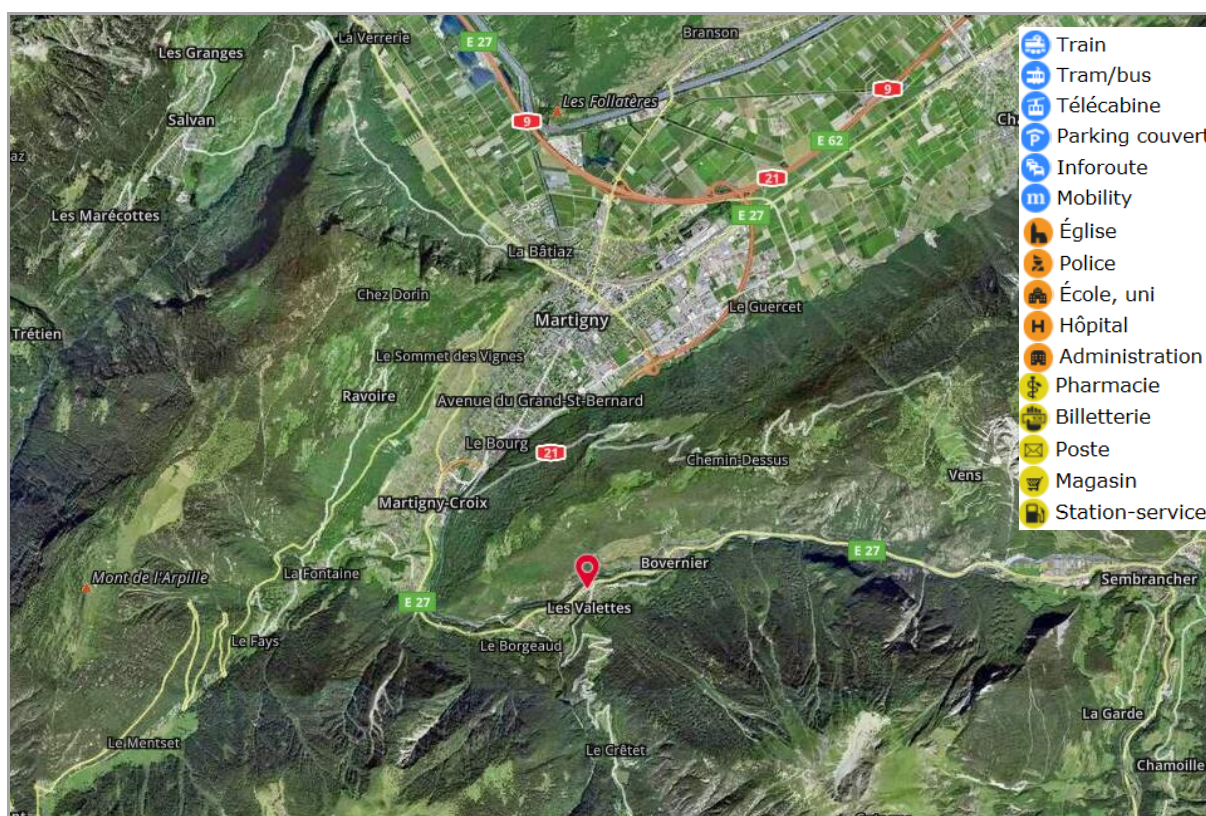 La Verrerie
Les Granges
E 27
Branson
Les Follatères
9
9
Salvan
E 62
21
Les Marécottes
E 27
La Bâtiaz
Chez Dorin
Le Guercet
Martigny
Trétien
Le Sommet des Vignes
Ravoire
Avenue du Grand-St-Bernard
Le Bourg
21
Chemin-Dessus
Vens
Martigny-Croix
E 27
Bovernier
La Fontaine
Mont de l'Arpille
Sembrancher
E 27
Les Valettes
Le Fays
Le Borgeaud
La Garde
Le Mentset
Le Crêtet
Chamoille
Train
Tram/bus
Télécabine
P Parking couvert
Inforoute
m Mobility
Église
Police
École, uni
H Hôpital
Administration
Pharmacie
Billetterie
Poste
Magasin
Station-service